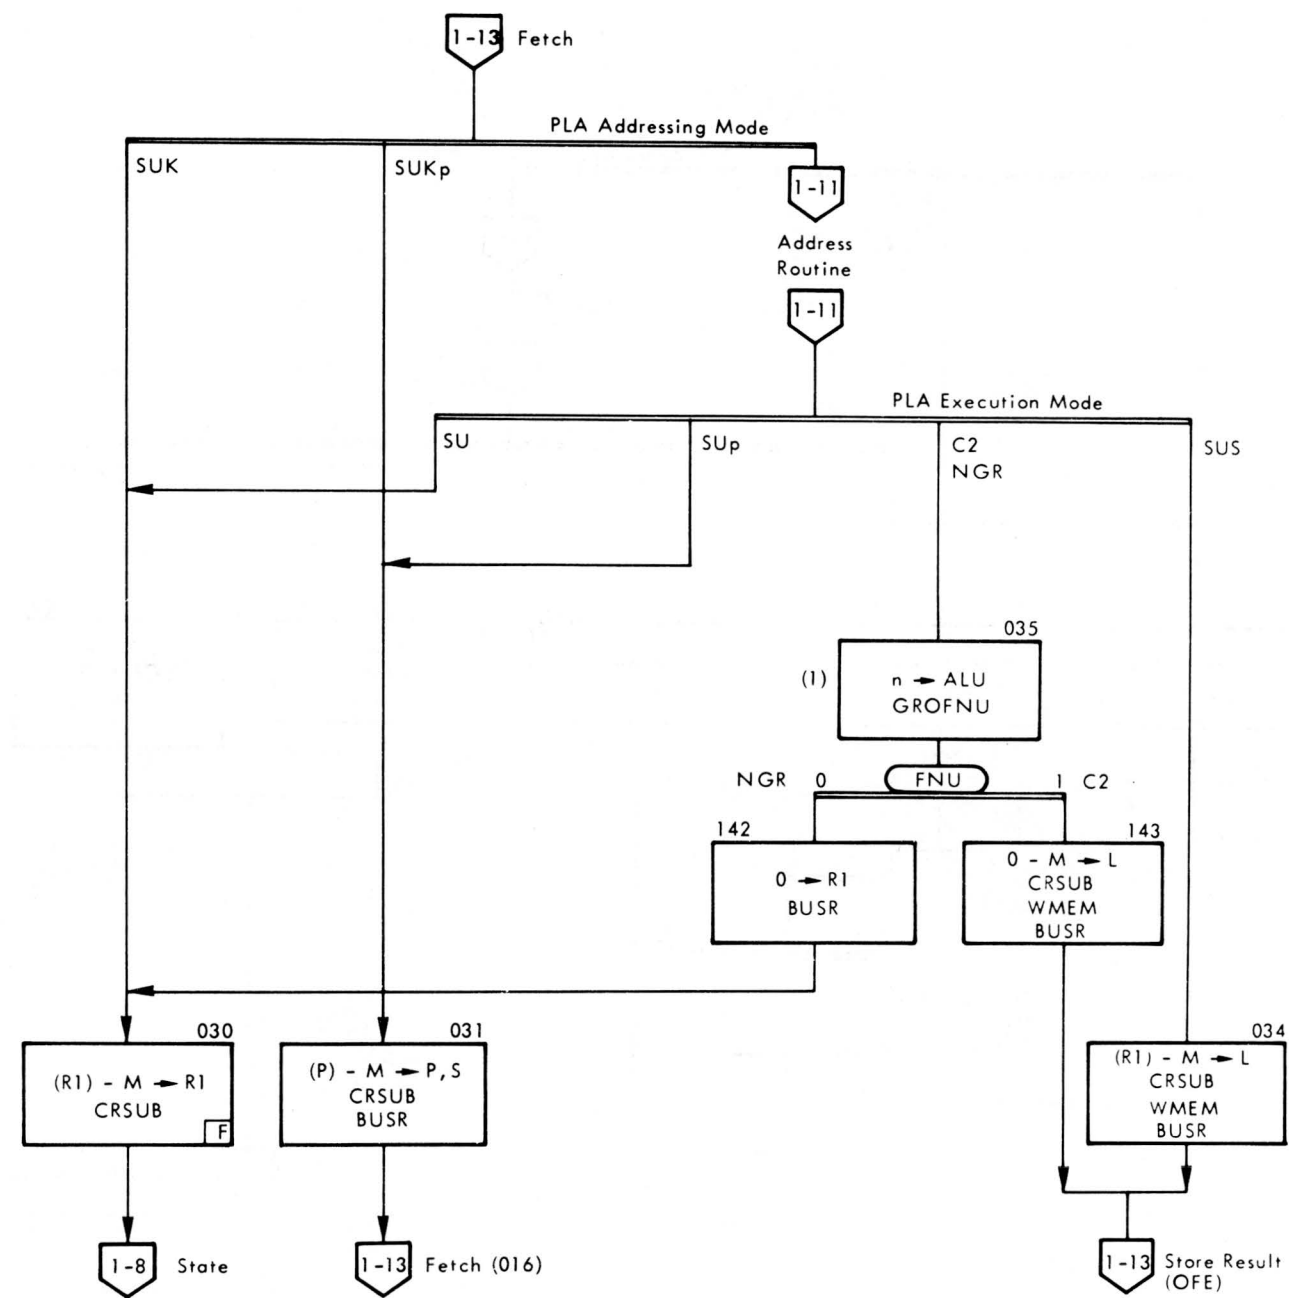 1-13 Fetch
PLA Addressing Mode
SUK
SUKp
1-11
Address
Routine
1-11
PLA Execution Mode
SU
SUp
C2
NGR
SUS
035
(1)
n → ALU
GROFNU
NGR 0 FNU 1 C2
142
0 → R1
BUSR
143
0 - M → L
CRSUB
WMEM
BUSR
030
(R1) - M → R1
CRSUB
F
031
(P) - M → P,S
CRSUB
BUSR
034
(R1) - M → L
CRSUB
WMEM
BUSR
1-8 State
1-13 Fetch (016)
1-13 Store Result
(OFE)